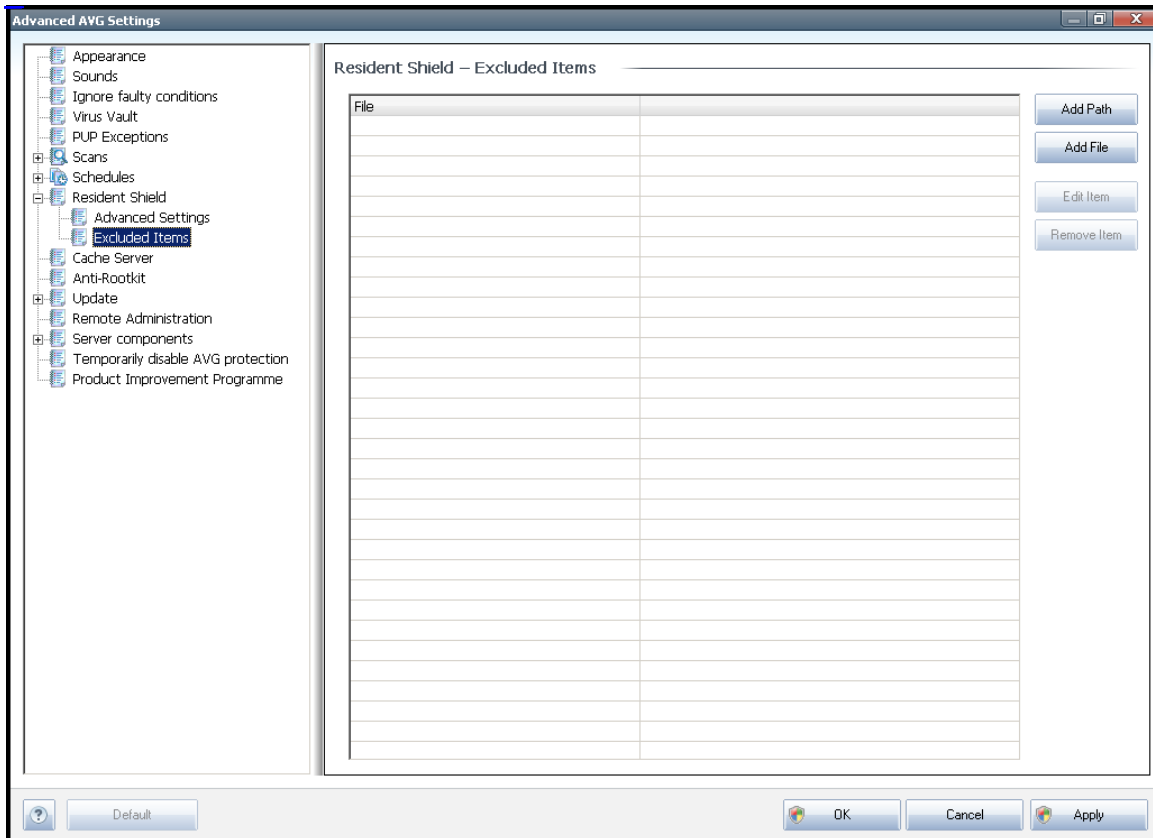 Advanced AVG Settings
Appearance
Sounds
Ignore faulty conditions
Virus Vault
PUP Exceptions
Scans
Schedules
Resident Shield
Advanced Settings
Excluded Items
Cache Server
Anti-Rootkit
Update
Remote Administration
Server components
Temporarily disable AVG protection
Product Improvement Programme
Resident Shield – Excluded Items
File
Add Path
Add File
Edit Item
Remove Item
?
Default
OK
Cancel
Apply